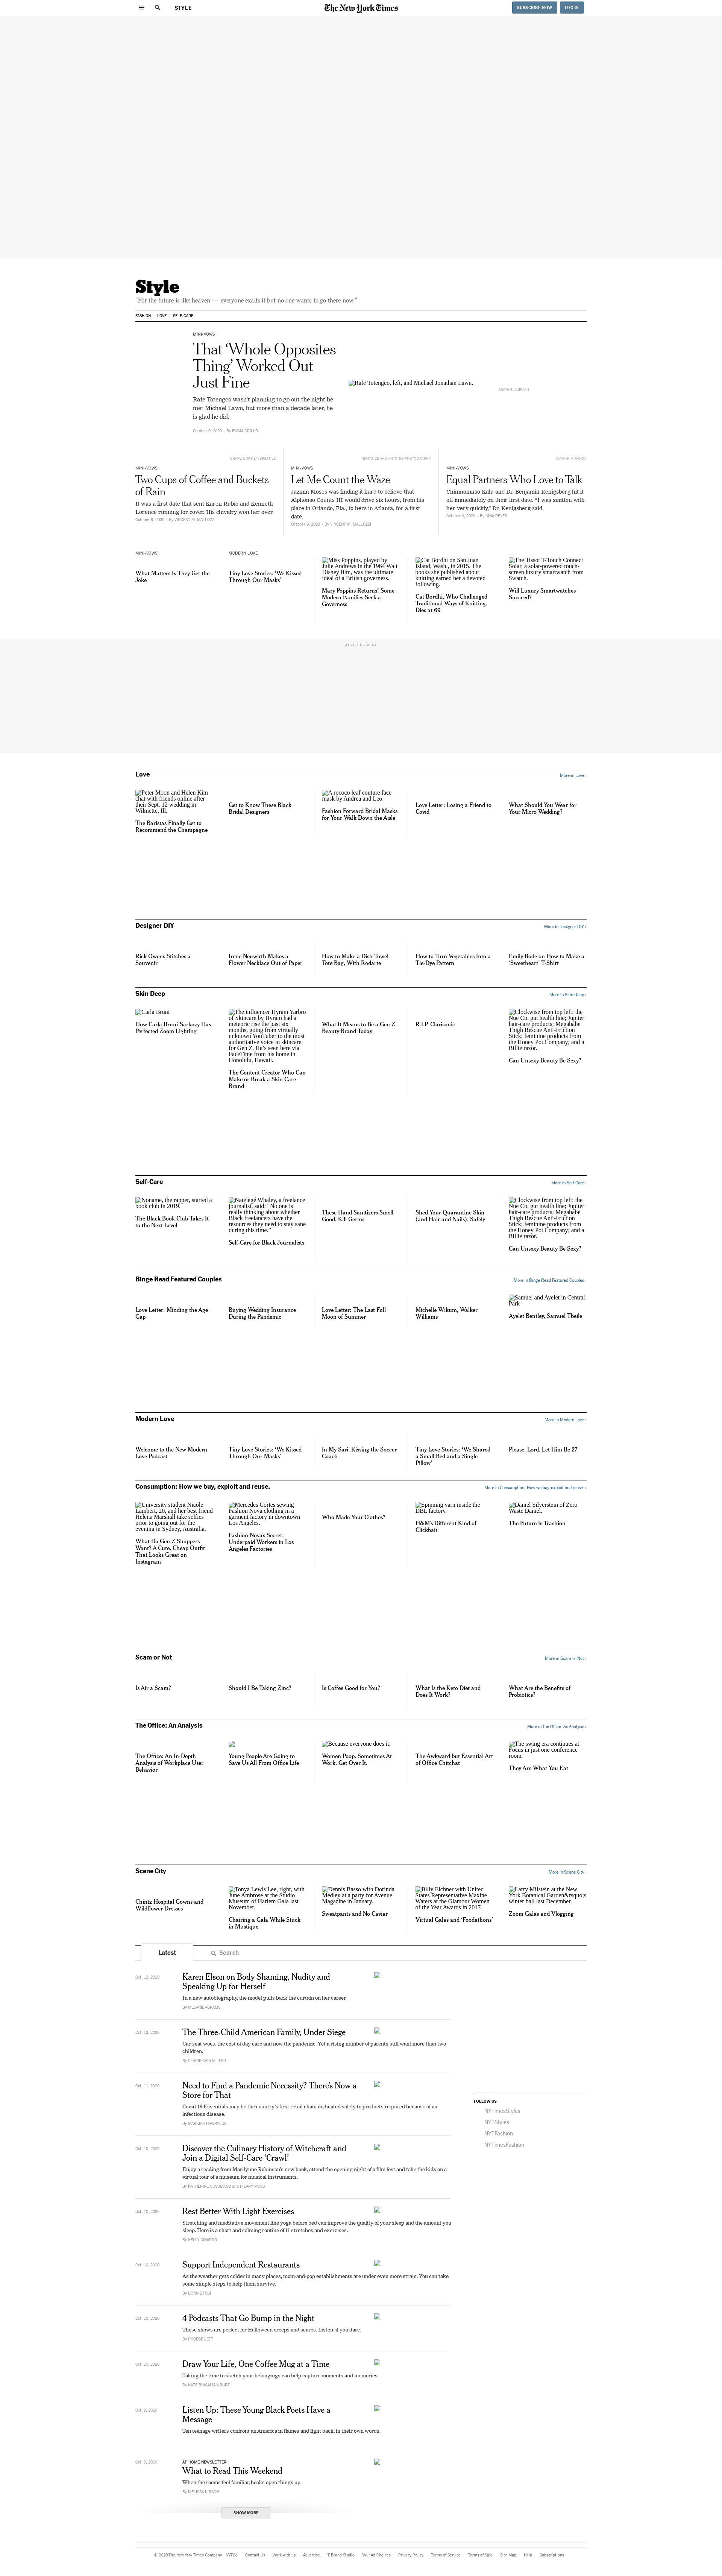 STYLE
The New York Times
SUBSCRIBE NOW
LOG IN
Style
"For the future is like heaven — everyone exalts it but no one wants to go there now."
FASHION
LOVE
SELF-CARE
MINI-VOWS
That ‘Whole Opposites
Thing’ Worked Out
Just Fine
Rafe Totengco wasn’t planning to go out the night he
met Michael Lawn, but more than a decade later, he
is glad he did.
Rafe Totengco, left, and Michael Jonathan Lawn.
MINI-VOWS
Two Cups of Coffee and Buckets
of Rain
It was a first date that sent Karen Rubio and Kenneth
Lorence running for cover. His chivalry won her over.
October 9, 2020 - By VINCENT M. MALLOZZI
TERRANCE AND ANTONIO PHOTOGRAPHY
MINI-VOWS
Let Me Count the Waze
Jazmin Moses was finding it hard to believe that
Alphonso Counts III would drive six hours, from his
place in Orlando, Fla., to hers in Atlanta, for a first
date.
October 9, 2020 - By VINCENT M. MALLOZZI
MINI-VOWS
Equal Partners Who Love to Talk
off immediately on their first date. “I was smitten with
her very quickly,” Dr. Kenigsberg said.
October 9, 2020 - By NINA REYES
MINI-VOWS
What Matters Is They Get the
Joke
MODERN LOVE
Tiny Love Stories: ‘We Kissed
Through Our Masks’
Miss Poppins, played by
Julie Andrews in the 1964 Walt
Disney film, was the ultimate
ideal of a British governess.
Mary Poppins Returns! Some
Modern Families Seek a
Governess
Cat Bordhi on San Juan
Island, Wash., in 2015. The
books she published about
knitting earned her a devoted
following.
Cat Bordhi, Who Challenged
Traditional Ways of Knitting,
Dies at 69
The Tissot T-Touch Connect
Solar, a solar-powered touch-
screen luxury smartwatch from
Swatch.
Will Luxury Smartwatches
Succeed?
ADVERTISEMENT
Love
More in Love ›
Peter Moon and Helen Kim
chat with friends online after
their Sept. 12 wedding in
Wilmette, Ill.
The Baristas Finally Get to
Recommend the Champagne
Get to Know These Black
Bridal Designers
A rococo leaf couture face
mask by Andrea and Leo.
Fashion Forward Bridal Masks
for Your Walk Down the Aisle
Love Letter: Losing a Friend to
Covid
What Should You Wear for
Your Micro Wedding?
Designer DIY
More in Designer DIY ›
Rick Owens Stitches a
Souvenir
Irene Neuwirth Makes a
Flower Necklace Out of Paper
How to Make a Dish Towel
Tote Bag, With Rodarte
How to Turn Vegetables Into a
Tie-Dye Pattern
Emily Bode on How to Make a
‘Sweetheart’ T-Shirt
Skin Deep
More in Skin Deep ›
Carla Bruni
How Carla Bruni-Sarkozy Has
Perfected Zoom Lighting
The influencer Hyram Yarbro
of Skincare by Hyram had a
meteoric rise the past six
months, going from virtually
unknown YouTuber to the most
authoritative voice in skincare
for Gen Z. He’s seen here via
FaceTime from his home in
Honolulu, Hawaii.
The Content Creator Who Can
Make or Break a Skin Care
Brand
What It Means to Be a Gen Z
Beauty Brand Today
R.I.P. Clarisonic
Clockwise from top left: the
Nue Co. gut health line; Jupiter
hair-care products; Megababe
Thigh Rescue Anti-Friction
Stick; feminine products from
the Honey Pot Company; and a
Billie razor.
Can Unsexy Beauty Be Sexy?
Self-Care
More in Self-Care ›
Noname, the rapper, started a
book club in 2019.
The Black Book Club Takes It
to the Next Level
Natelegé Whaley, a freelance
journalist, said: “No one is
really thinking about whether
Black freelancers have the
resources they need to stay sane
during this time.”
Self-Care for Black Journalists
These Hand Sanitizers Smell
Good, Kill Germs
Shed Your Quarantine Skin
(and Hair and Nails), Safely
Clockwise from top left: the
Nue Co. gut health line; Jupiter
hair-care products; Megababe
Thigh Rescue Anti-Friction
Stick; feminine products from
the Honey Pot Company; and a
Billie razor.
Can Unsexy Beauty Be Sexy?
Binge Read Featured Couples
More in Binge Read Featured Couples ›
Love Letter: Minding the Age
Gap
Buying Wedding Insurance
During the Pandemic
Love Letter: The Last Full
Moon of Summer
Michelle Wikum, Walker
Williams
Samuel and Ayelet in Central
Park
Ayelet Bentley, Samuel Tbeile
Modern Love
More in Modern Love ›
Welcome to the New Modern
Love Podcast
Tiny Love Stories: ‘We Kissed
Through Our Masks’
In My Sari, Kissing the Soccer
Coach
Tiny Love Stories: ‘We Shared
a Small Bed and a Single
Pillow’
Please, Lord, Let Him Be 27
Consumption: How we buy, exploit and reuse.
More in Consumption: How we buy, exploit and reuse. ›
University student Nicole
Lambert, 20, and her best friend
Helena Marshall take selfies
prior to going out for the
evening in Sydney, Australia.
What Do Gen Z Shoppers
Want? A Cute, Cheap Outfit
That Looks Great on
Instagram
Mercedes Cortes sewing
Fashion Nova clothing in a
garment factory in downtown
Los Angeles.
Fashion Nova’s Secret:
Underpaid Workers in Los
Angeles Factories
Who Made Your Clothes?
Spinning yarn inside the
DBL factory.
H&M’s Different Kind of
Clickbait
Daniel Silverstein of Zero
Waste Daniel.
The Future Is Trashion
Scam or Not
More in Scam or Not ›
Is Air a Scam?
Should I Be Taking Zinc?
Is Coffee Good for You?
What Is the Keto Diet and
Does It Work?
What Are the Benefits of
Probiotics?
The Office: An Analysis
More in The Office: An Analysis ›
The Office: An In-Depth
Analysis of Workplace User
Behavior
Young People Are Going to
Save Us All From Office Life
Because everyone does it.
Women Poop. Sometimes At
Work. Get Over It.
The Awkward but Essential Art
of Office Chitchat
The swing era continues at
Focus in just one conference
room.
They Are What You Eat
Scene City
More in Scene City ›
Chintz Hospital Gowns and
Wildflower Dresses
Tonya Lewis Lee, right, with
June Ambrose at the Studio
Museum of Harlem Gala last
November.
Chairing a Gala While Stuck
in Mustique
Dennis Basso with Dorinda
Medley at a party for Avenue
Magazine in January.
Sweatpants and No Caviar
Billy Eichner with United
States Representative Maxine
Waters at the Glamour Women
of the Year Awards in 2017.
Virtual Galas and ‘Foodathons’
Larry Milstein at the New
York Botanical Garden&rsquo;s
winter ball last December.
Zoom Galas and Vlogging
Latest
Search
Oct. 12, 2020
Karen Elson on Body Shaming, Nudity and
Speaking Up for Herself
In a new autobiography, the model pulls back the curtain on her career.
By MELANIE ABRAMS
Oct. 12, 2020
The Three-Child American Family, Under Siege
Car-seat woes, the cost of day care and now the pandemic. Yet a rising number of parents still want more than two
children.
By CLAIRE CAIN MILLER
Oct. 11, 2020
Need to Find a Pandemic Necessity? There’s Now a
Store for That
Covid-19 Essentials may be the country’s first retail chain dedicated solely to products required because of an
infectious disease.
Oct. 10, 2020
Discover the Culinary History of Witchcraft and
Join a Digital Self-Care ‘Crawl’
Enjoy a reading from Marilynne Robinson’s new book, attend the opening night of a film fest and take the kids on a
virtual tour of a museum for musical instruments.
Oct. 10, 2020
Rest Better With Light Exercises
Stretching and meditative movement like yoga before bed can improve the quality of your sleep and the amount you
sleep. Here is a short and calming routine of 11 stretches and exercises.
By KELLY DINARDO
Oct. 10, 2020
Support Independent Restaurants
As the weather gets colder in many places, mom-and-pop establishments are under even more strain. You can take
some simple steps to help them survive.
By BONNIE TSUI
Oct. 10, 2020
4 Podcasts That Go Bump in the Night
These shows are perfect for Halloween creeps and scares. Listen, if you dare.
By PHOEBE LETT
Oct. 10, 2020
Draw Your Life, One Coffee Mug at a Time
Taking the time to sketch your belongings can help capture moments and memories.
By KATE BINGAMAN-BURT
Oct. 9, 2020
Listen Up: These Young Black Poets Have a
Message
Ten teenage writers confront an America in flames and fight back, in their own words.
Oct. 9, 2020
AT HOME NEWSLETTER
What to Read This Weekend
When the rooms feel familiar, books open things up.
By MELISSA KIRSCH
SHOW MORE
FOLLOW US
NYTimesStyles
NYTStyles
NYTFashion
NYTimesFashion
© 2020 The New York Times Company
NYTCo
Contact Us
Work with us
Advertise
T Brand Studio
Your Ad Choices
Privacy Policy
Terms of Service
Terms of Sale
Site Map
Help
Subscriptions